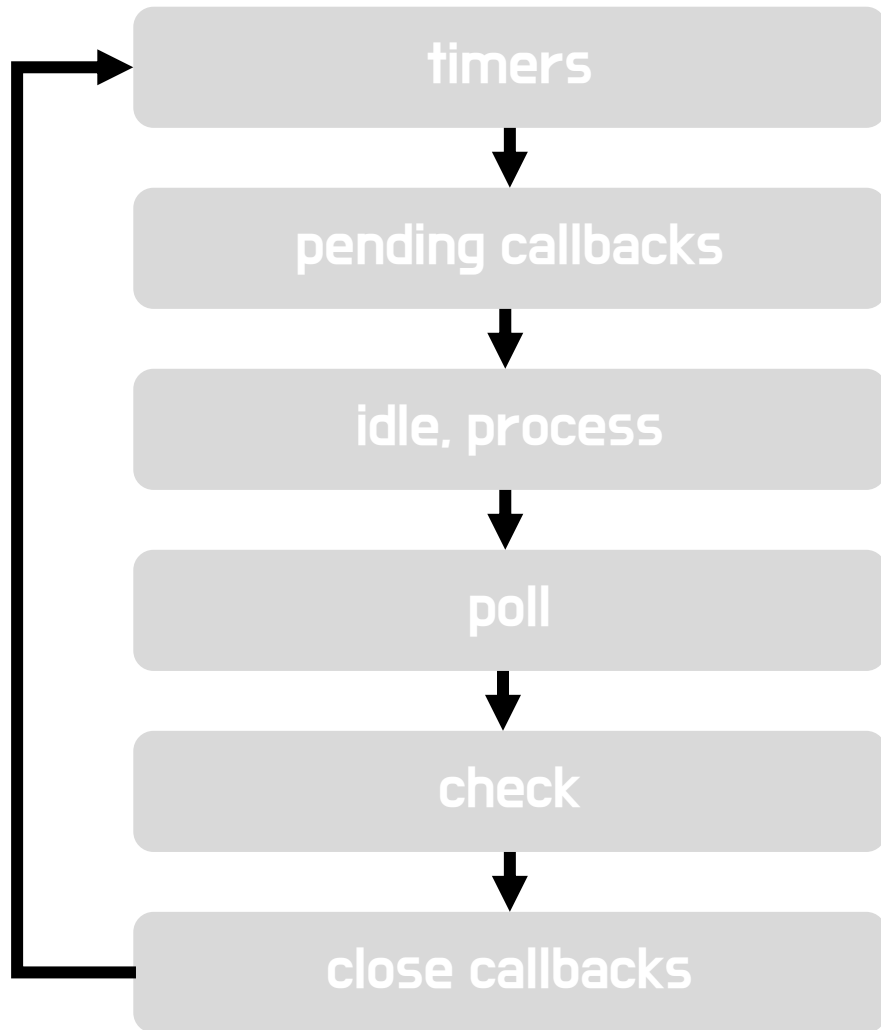 timers
pending callbacks
idle, process
poll
check
close callbacks